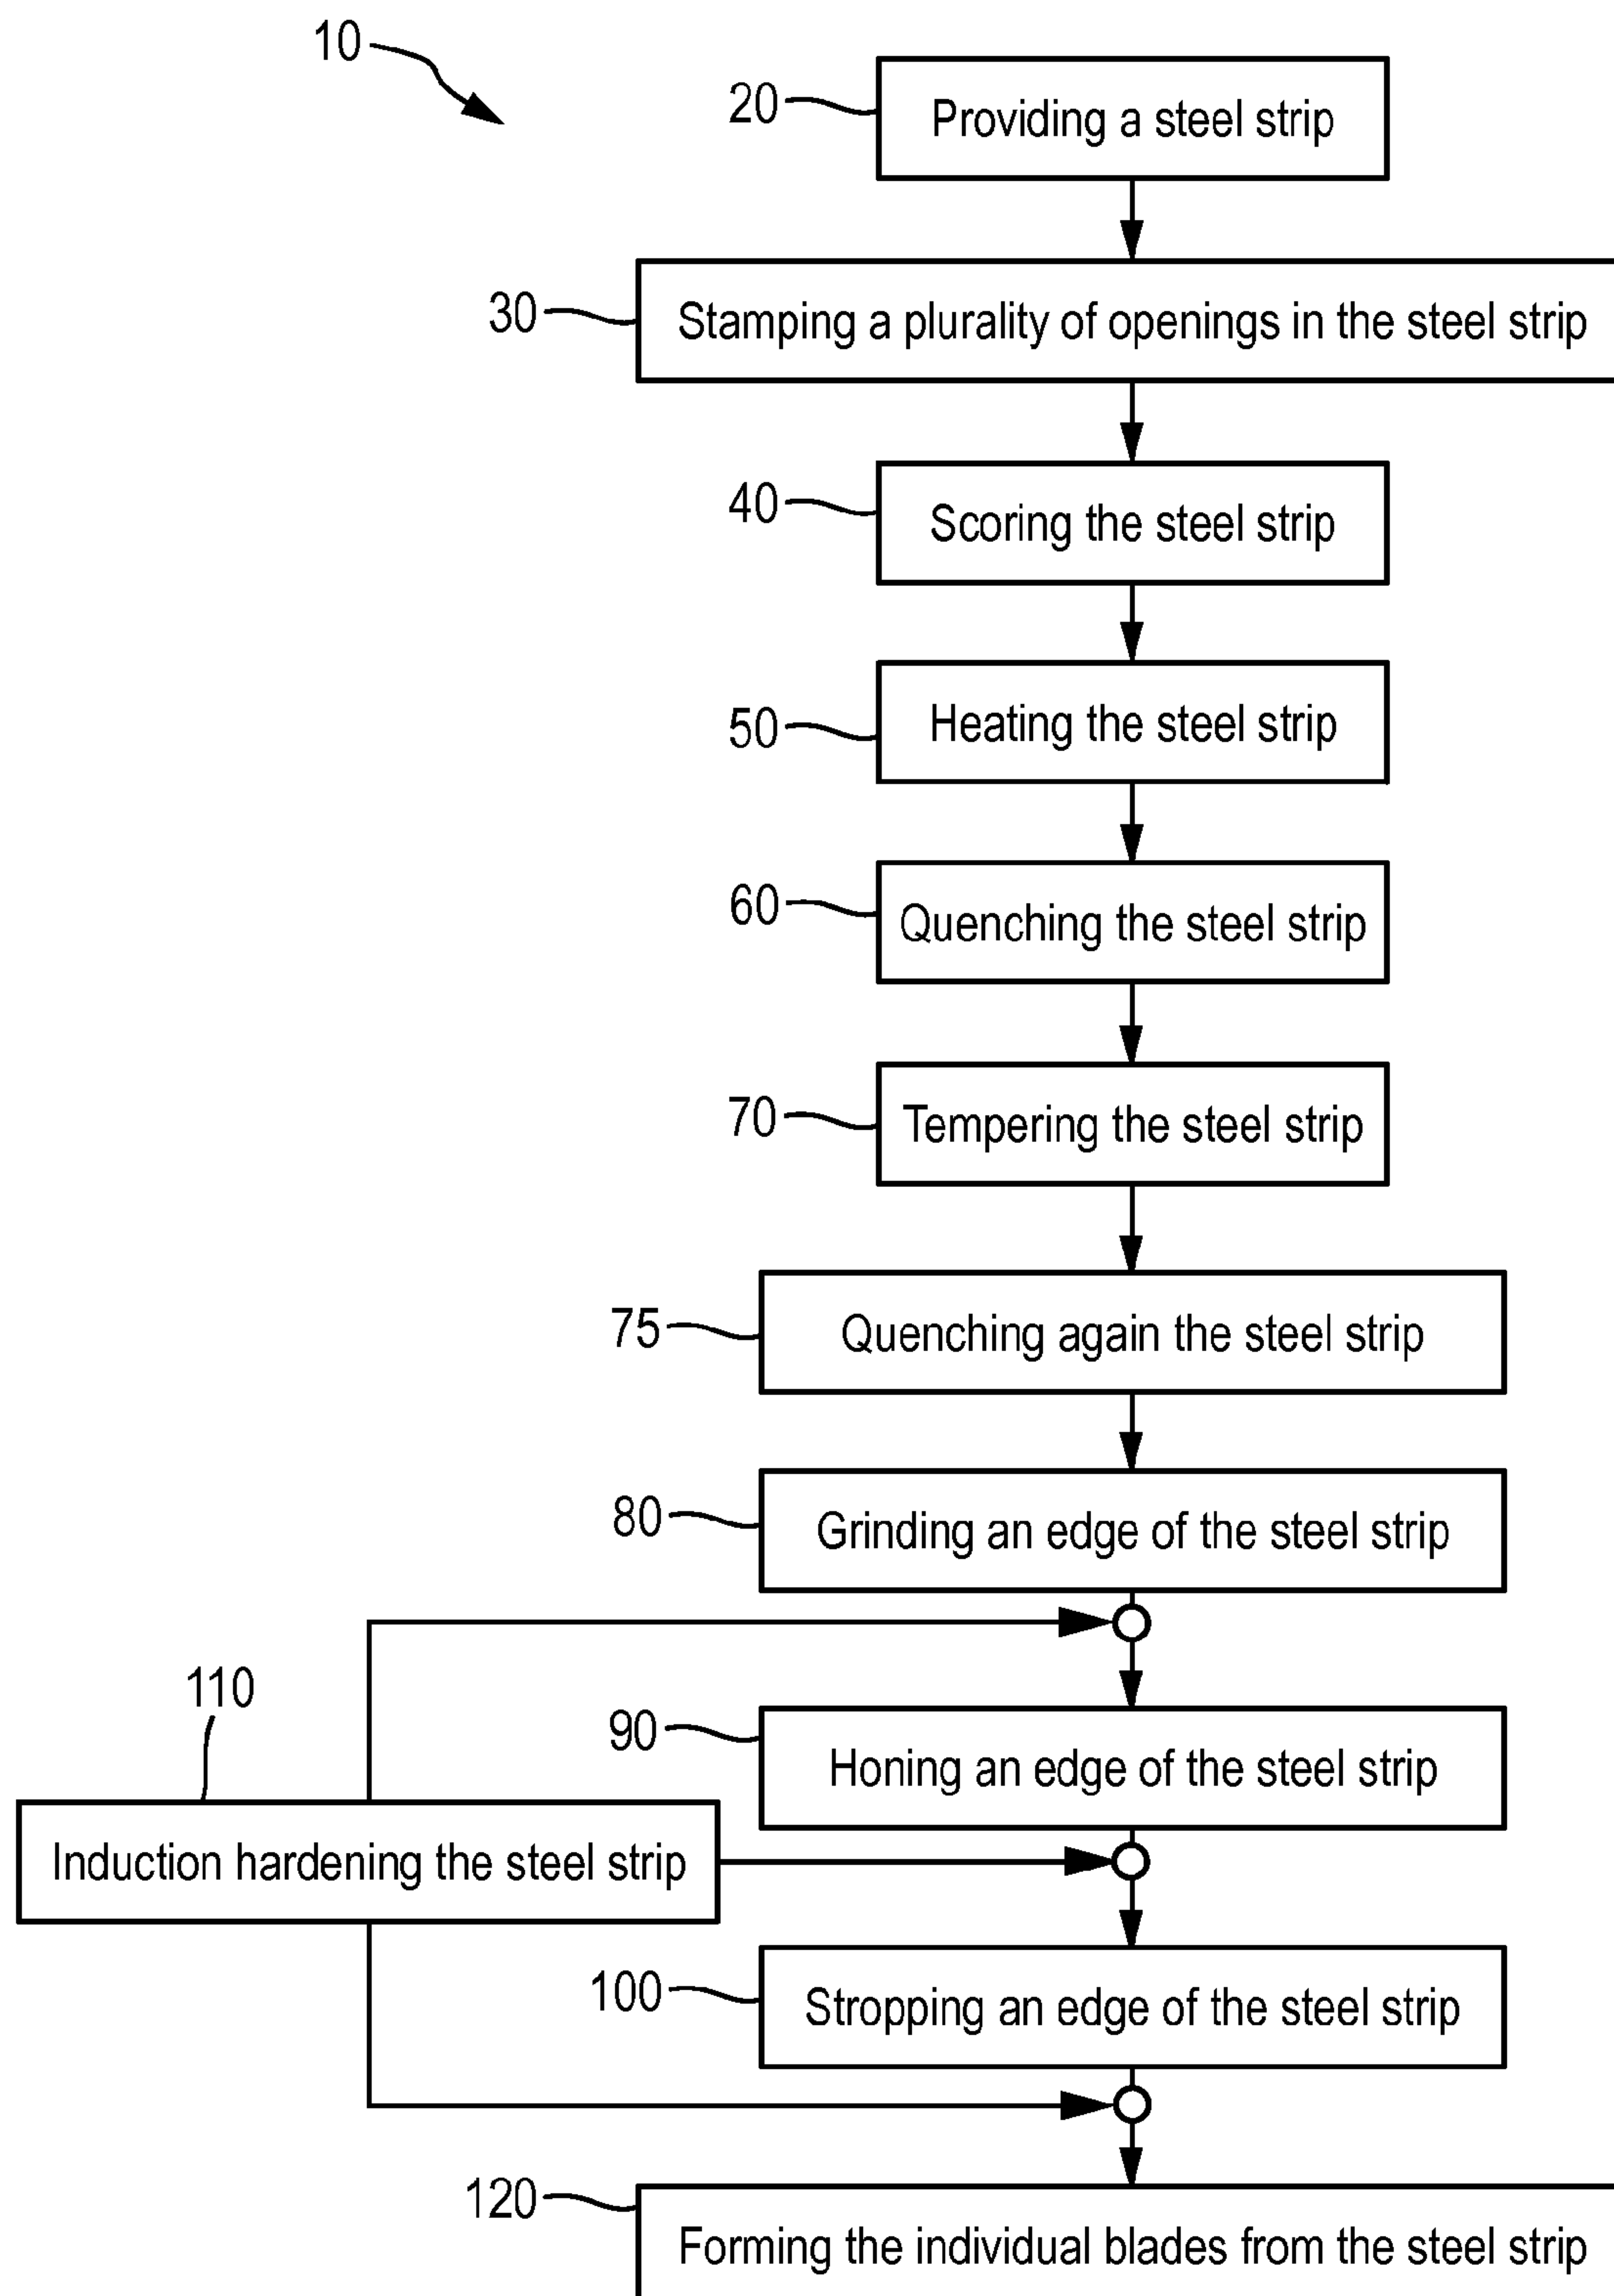 10
20
Providing a steel strip
30
Stamping a plurality of openings in the steel strip
40
Scoring the steel strip
50
Heating the steel strip
60
Quenching the steel strip
70
Tempering the steel strip
75
Quenching again the steel strip
80
Grinding an edge of the steel strip
110
Induction hardening the steel strip
90
Honing an edge of the steel strip
100
Stropping an edge of the steel strip
120
Forming the individual blades from the steel strip